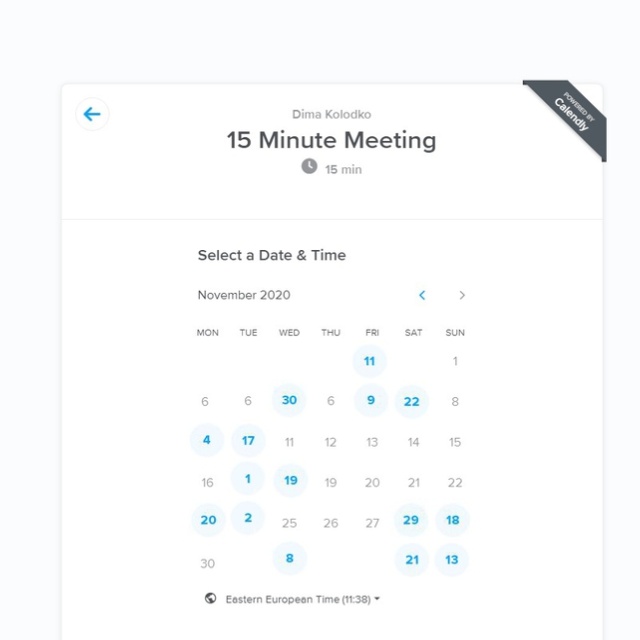 POWERED BY
Calendly
Dima Kolodko
15 Minute Meeting
15 min
Select a Date & Time
November 2020
MON TUE WED THU FRI SAT SUN
11 1
6 6 30 6 9 22 8
4 17 11 12 13 14 15
16 1 19 19 20 21 22
20 2 25 26 27 29 18
30 8 21 13
Eastern European Time (11:38)